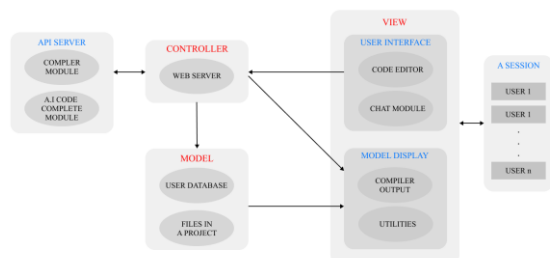 API SERVER
COMPLER
MODULE
A.I CODE
COMPLETE
MODULE
CONTROLLER
WEB SERVER
MODEL
USER DATABASE
FILES IN
A PROJECT
VIEW
USER INTERFACE
CODE EDITOR
CHAT MODULE
MODEL DISPLAY
COMPILER
OUTPUT
UTILITIES
A SESSION
USER 1
USER 1
.
.
.
USER n